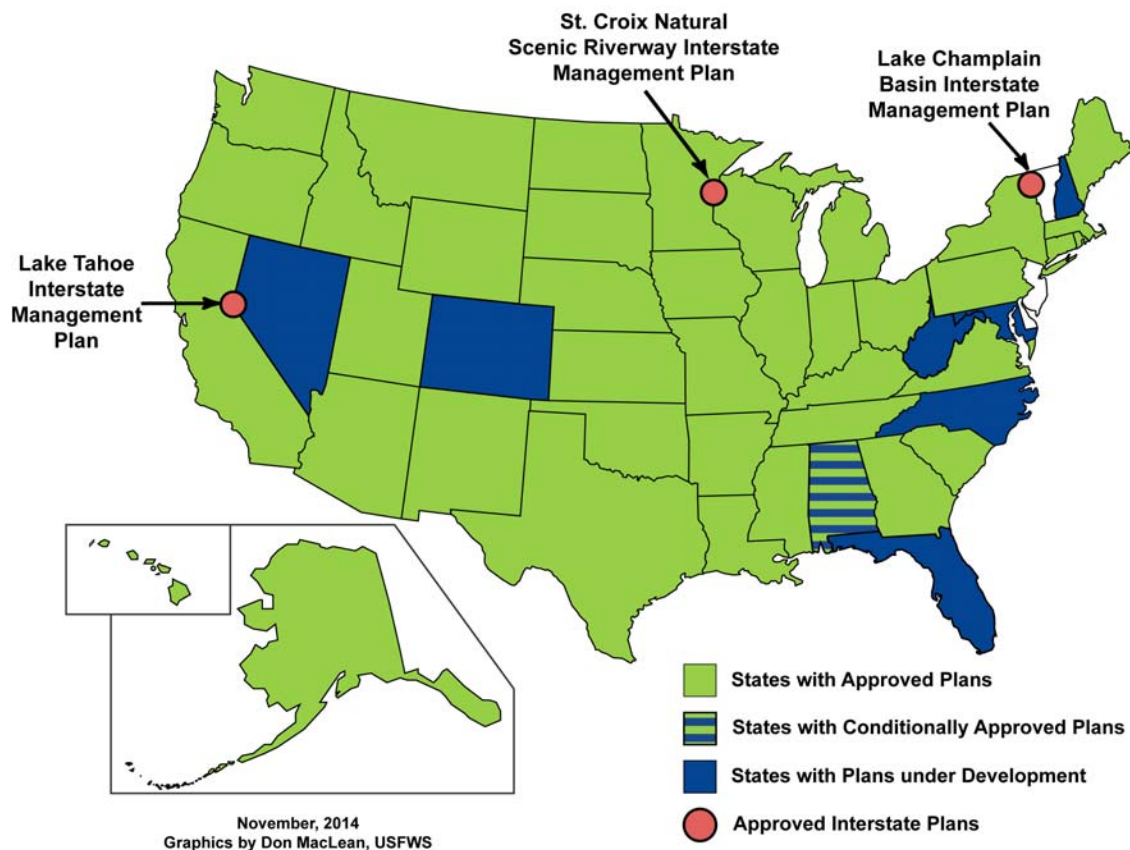 St. Croix Natural
Scenic Riverway Interstate
Management Plan
Lake Champlain
Basin Interstate
Management Plan
Lake Tahoe
Interstate
Management
Plan
States with Approved Plans
States with Conditionally Approved Plans
States with Plans under Development
Approved Interstate Plans
November, 2014
Graphics by Don MacLean, USFWS